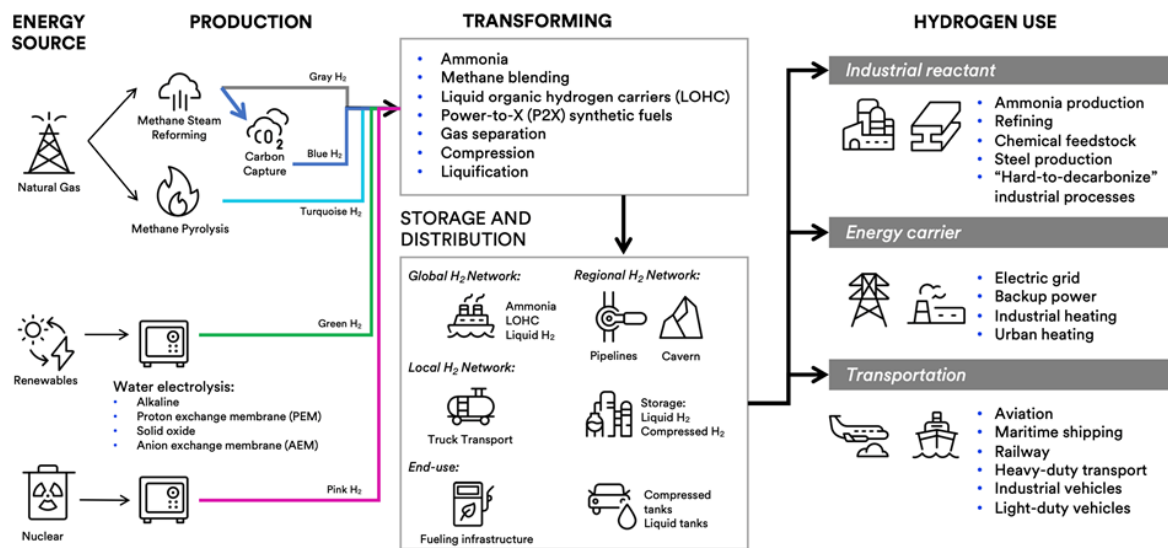 ENERGY
SOURCE
PRODUCTION
TRANSFORMING
HYDROGEN USE
Natural Gas
Methane Steam
Reforming
CO2
Carbon
Capture
Methane Pyrolysis
Gray H2
Blue H2
Turquoise H2
Renewables
Green H2
Water electrolysis:
• Alkaline
• Proton exchange membrane (PEM)
• Solid oxide
• Anion exchange membrane (AEM)
Nuclear
Pink H2
• Ammonia
• Methane blending
• Liquid organic hydrogen carriers (LOHC)
• Power-to-X (P2X) synthetic fuels
• Gas separation
• Compression
• Liquification
STORAGE AND
DISTRIBUTION
Global H2 Network:
Ammonia
LOHC
Liquid H2
Regional H2 Network:
Pipelines
Cavern
Local H2 Network:
Truck Transport
Storage:
Liquid H2
Compressed H2
End-use:
Fueling infrastructure
Compressed
tanks
Liquid tanks
Industrial reactant
• Ammonia production
• Refining
• Chemical feedstock
• Steel production
• “Hard-to-decarbonize”
industrial processes
Energy carrier
• Electric grid
• Backup power
• Industrial heating
• Urban heating
Transportation
• Aviation
• Maritime shipping
• Railway
• Heavy-duty transport
• Industrial vehicles
• Light-duty vehicles